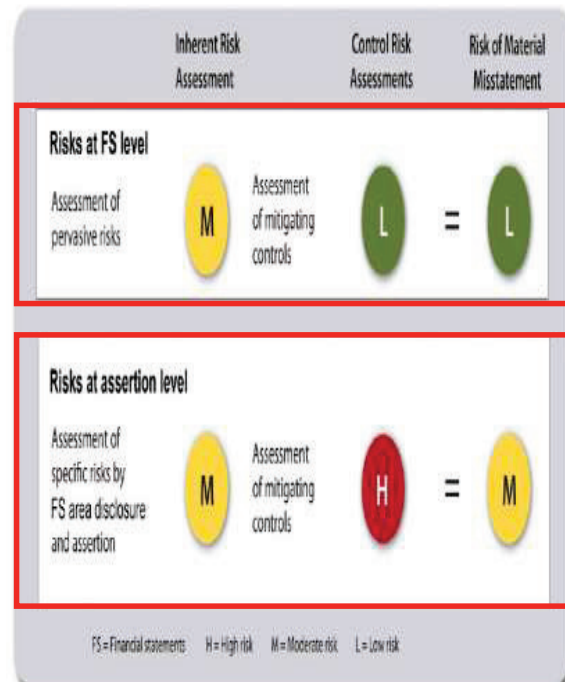 Inherent Risk
Assessment
Control Risk
Assessments
Risk of Material
Misstatement
Risks at FS level
Assessment of
pervasive risks
M
Assessment
of mitigating
controls
L
=
L
Risks at assertion level
Assessment of
specific risks by
FS area disclosure
and assertion
M
Assessment
of mitigating
controls
H
=
M
FS = Financial statements H = High risk M = Moderate risk L = Low risk